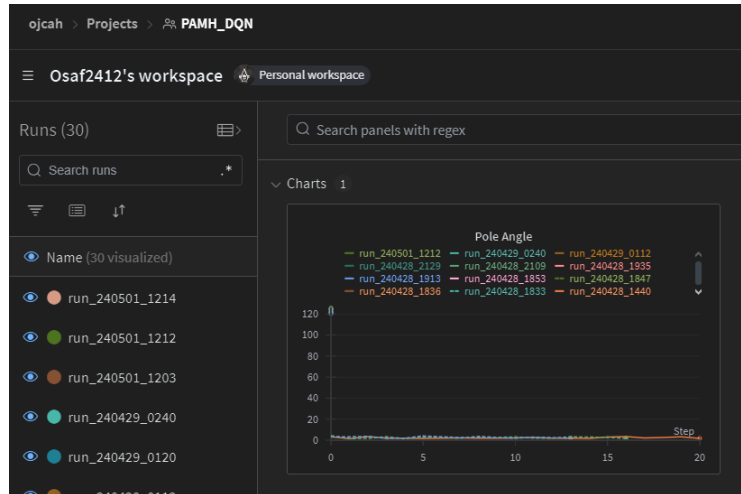 ojcah > Projects > PAMH_DQN
Osaf2412's workspace Personal workspace
Runs (30)
Search runs .*
Name (30 visualized)
run_240501_1214
run_240501_1212
run_240501_1203
run_240429_0240
run_240429_0120
Search panels with regex
Charts 1
Pole Angle
run_240501_1212 run_240429_0240 run_240429_0112
run_240428_2129 run_240428_2109 run_240428_1935
run_240428_1913 run_240428_1853 run_240428_1847
run_240428_1836 run_240428_1833 run_240428_1440
120
100
80
60
40
20
0
Step
0 5 10 15 20